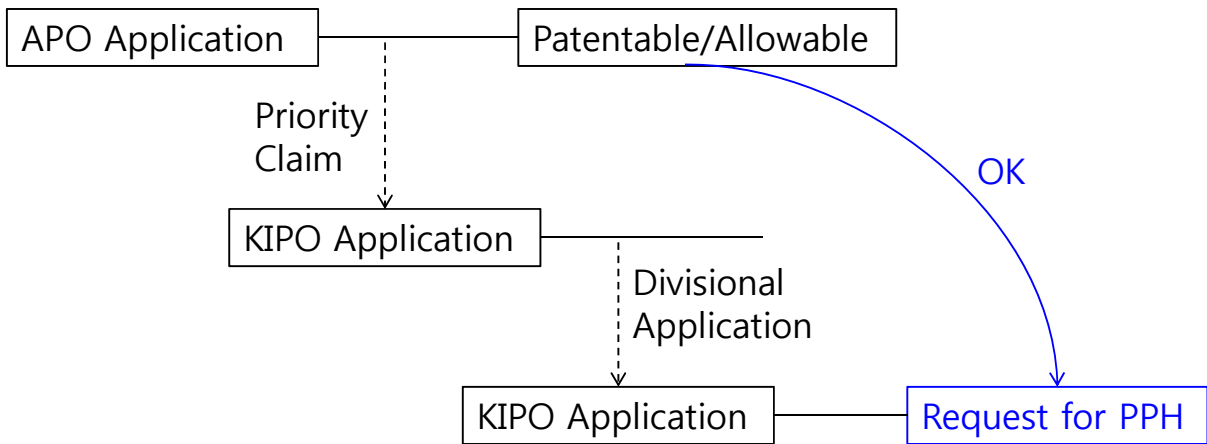 APO Application
Patentable/Allowable
Priority
Claim
OK
KIPO Application
Divisional
Application
KIPO Application
Request for PPH